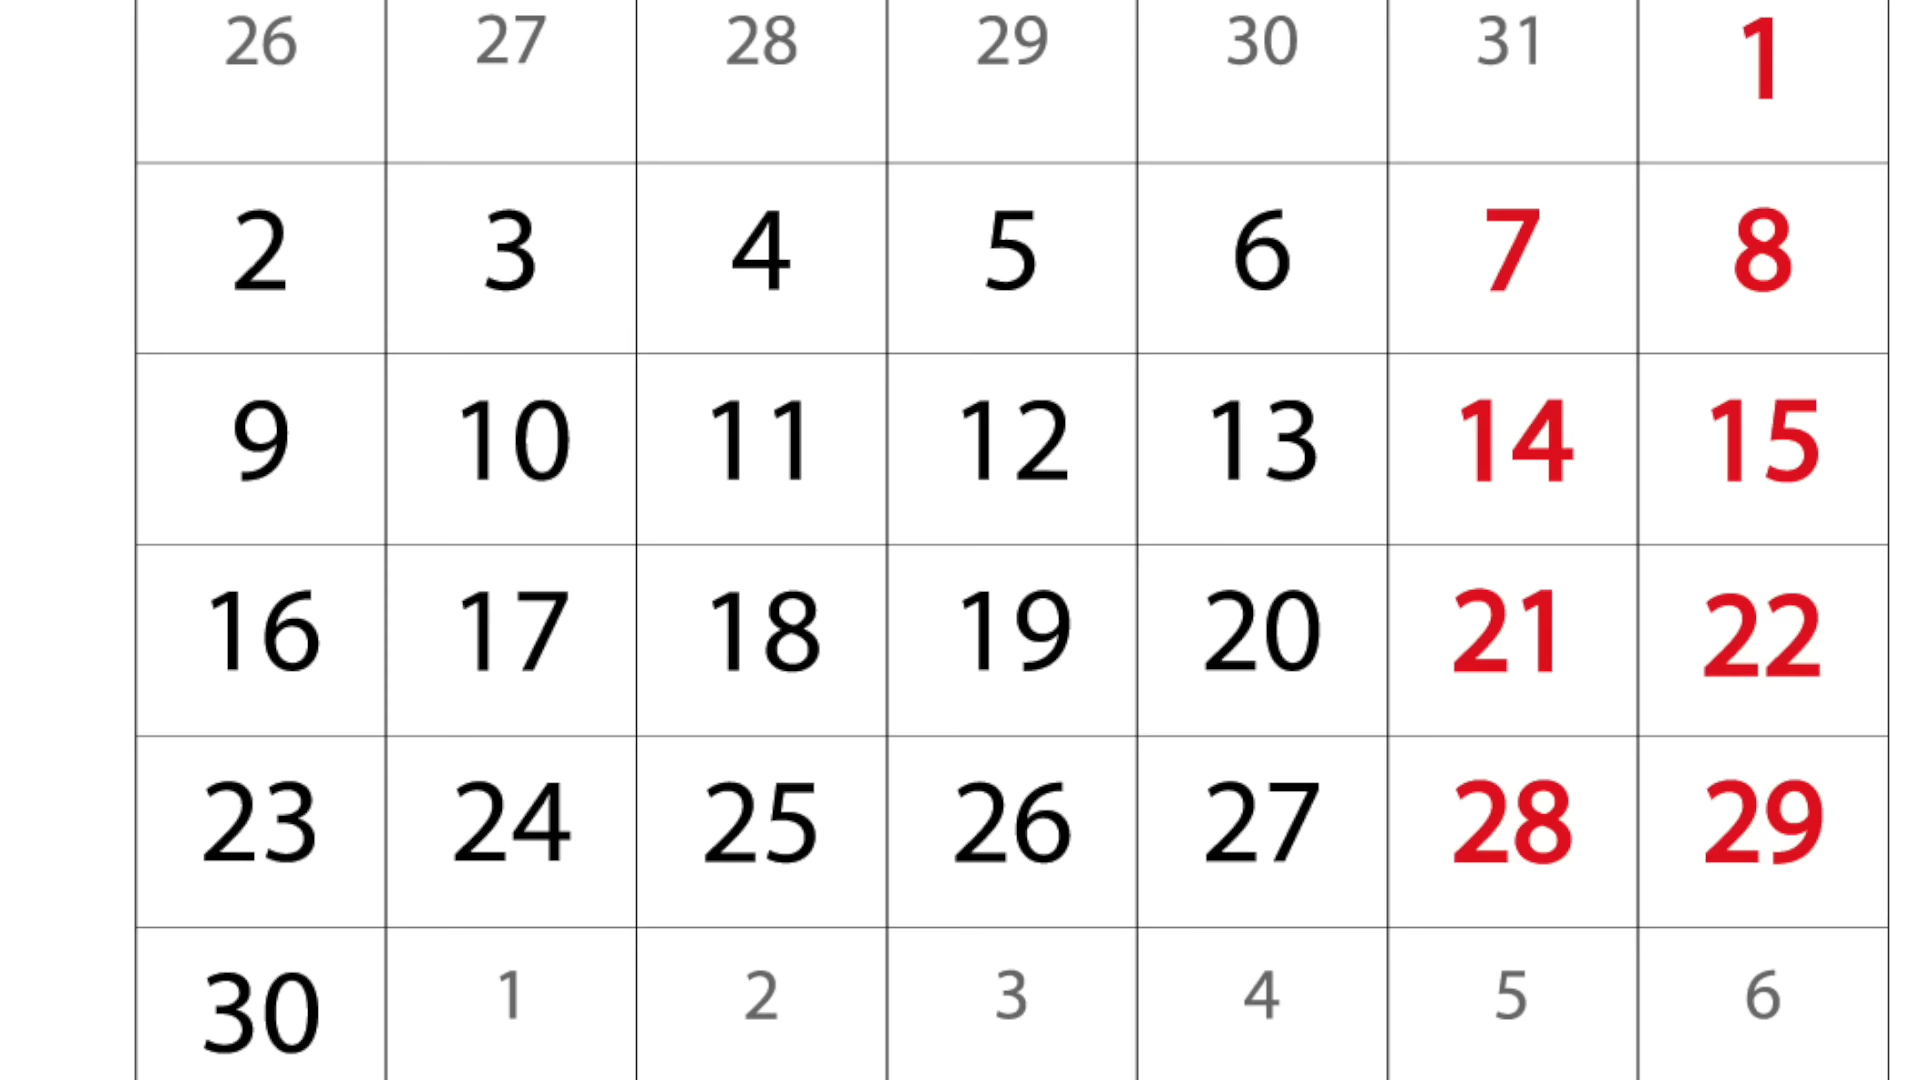 26 27 28 29 30 31 1
2 3 4 5 6 7 8
9 10 11 12 13 14 15
16 17 18 19 20 21 22
23 24 25 26 27 28 29
30 1 2 3 4 5 6